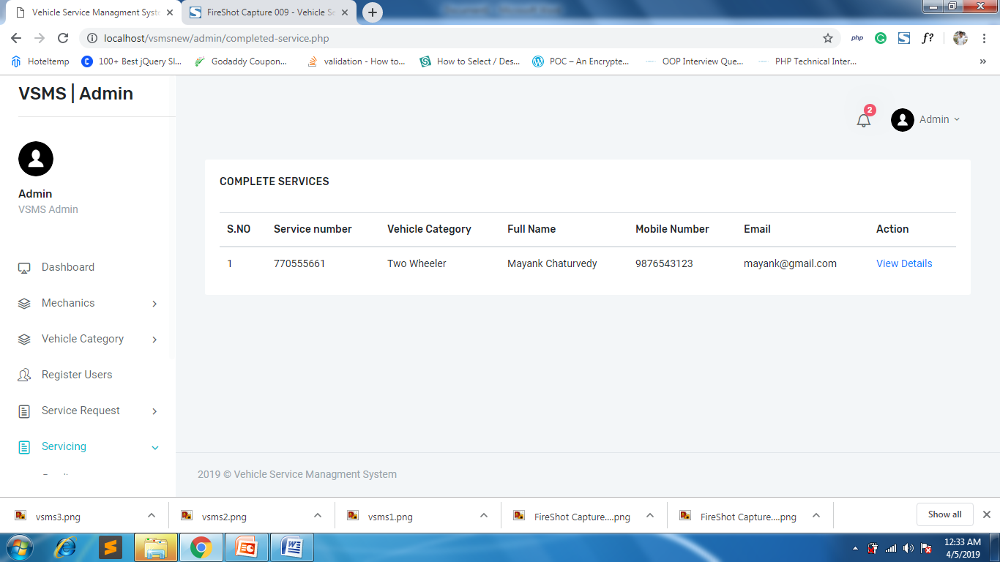 Vehicle Service Managment Syste
FireShot Capture 009 - Vehicle Se
localhost/vsmsnew/admin/completed-service.php
php
f?
Hoteltemp
100+ Best jQuery Sl...
Godaddy Coupon...
validation - How to...
How to Select / Des...
POC – An Encrypte...
OOP Interview Que...
PHP Technical Inter...
»
VSMS | Admin
2
Admin
Admin
VSMS Admin
COMPLETE SERVICES
S.NO Service number Vehicle Category Full Name Mobile Number Email Action
1 770555661 Two Wheeler Mayank Chaturvedy 9876543123 mayank@gmail.com View Details
Dashboard
Mechanics
Vehicle Category
Register Users
Service Request
Servicing
2019 © Vehicle Service Managment System
vsms3.png
vsms2.png
vsms1.png
FireShot Capture....png
FireShot Capture....png
Show all
12:33 AM
4/5/2019